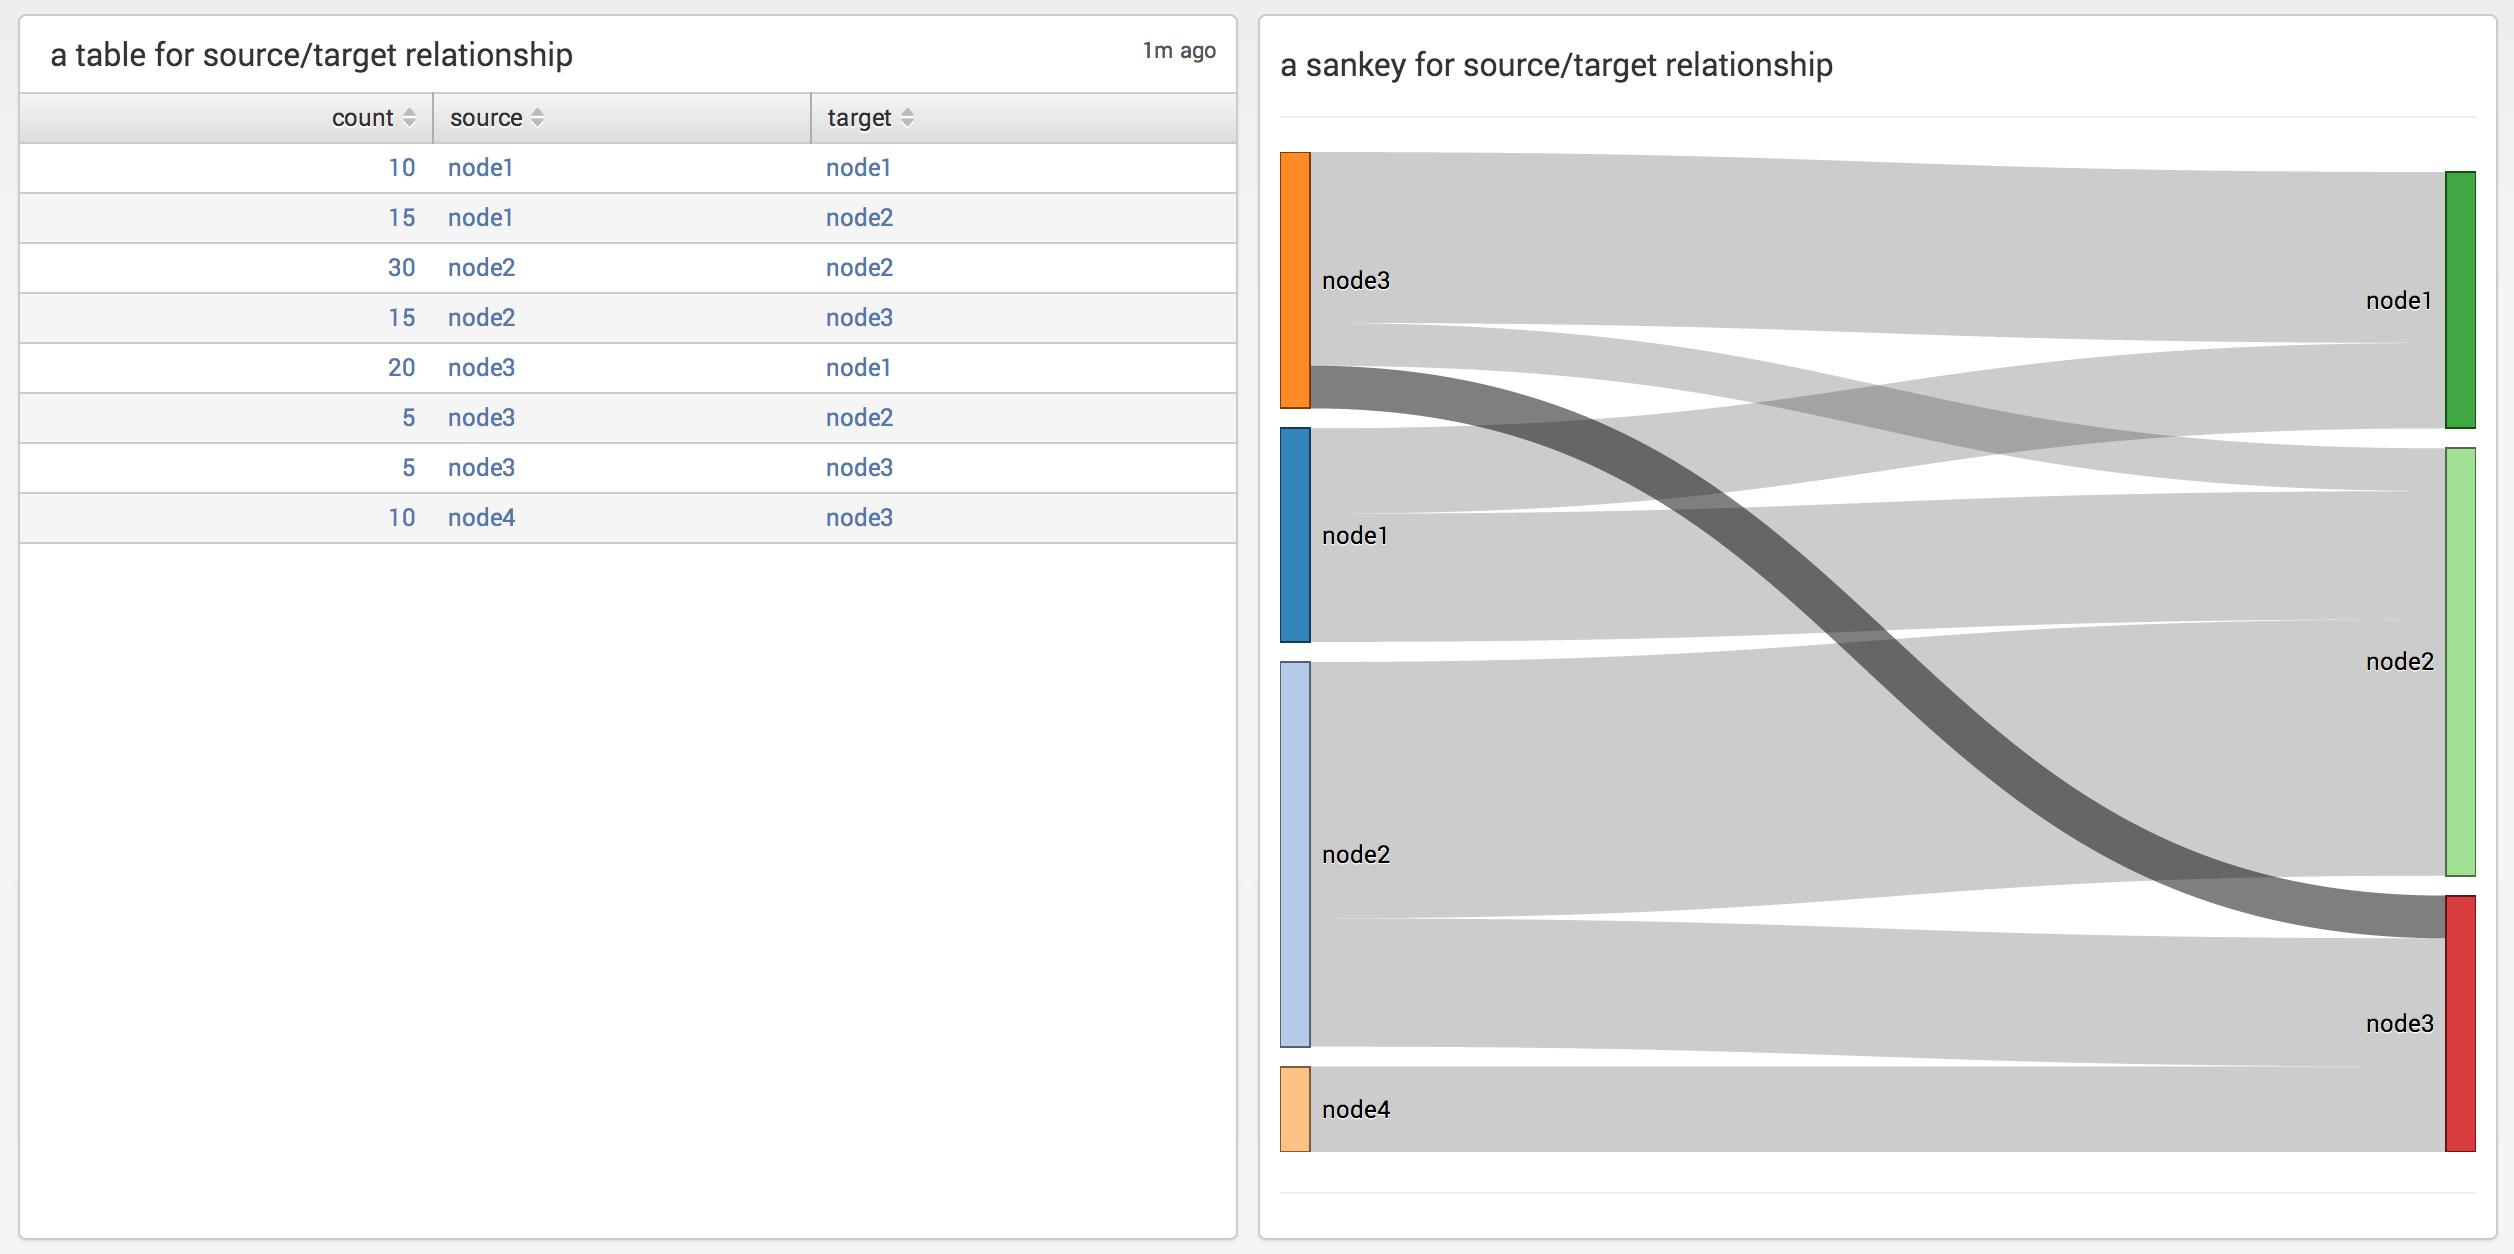 a table for source/target relationship
1m ago
count source target
10 node1 node1
15 node1 node2
30 node2 node2
15 node2 node3
20 node3 node1
5 node3 node2
5 node3 node3
10 node4 node3
a sankey for source/target relationship
node3
node1
node1
node2
node2
node3
node4